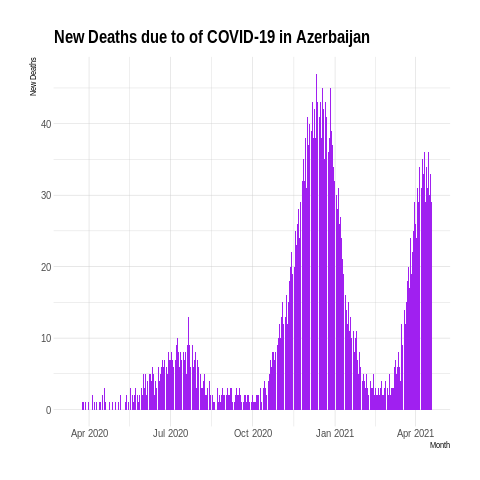 New Deaths due to of COVID-19 in Azerbaijan
New Deaths
40
30
20
10
0
Apr 2020 Jul 2020 Oct 2020 Jan 2021 Apr 2021
Month